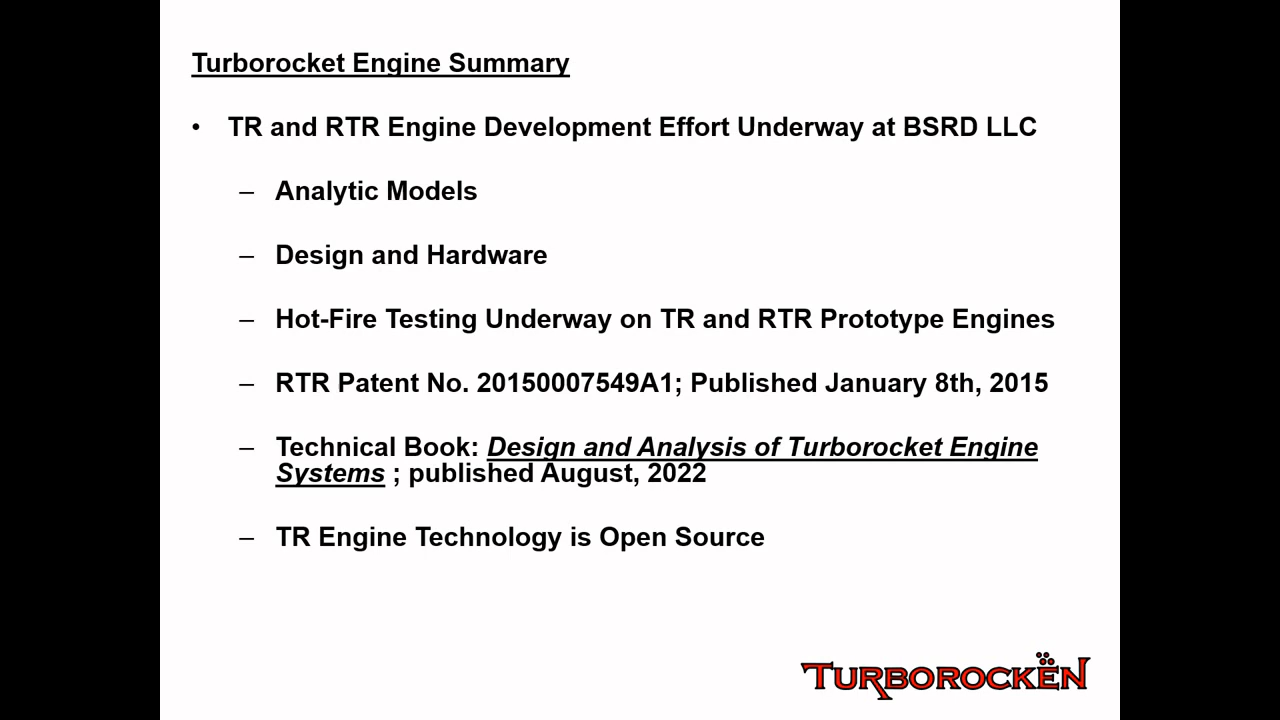 Turborocket Engine Summary
• TR and RTR Engine Development Effort Underway at BSRD LLC
– Analytic Models
– Design and Hardware
– Hot-Fire Testing Underway on TR and RTR Prototype Engines
– RTR Patent No. 20150007549A1; Published January 8th, 2015
– Technical Book: Design and Analysis of Turborocket Engine
Systems ; published August, 2022
– TR Engine Technology is Open Source
TURBOROCKËN